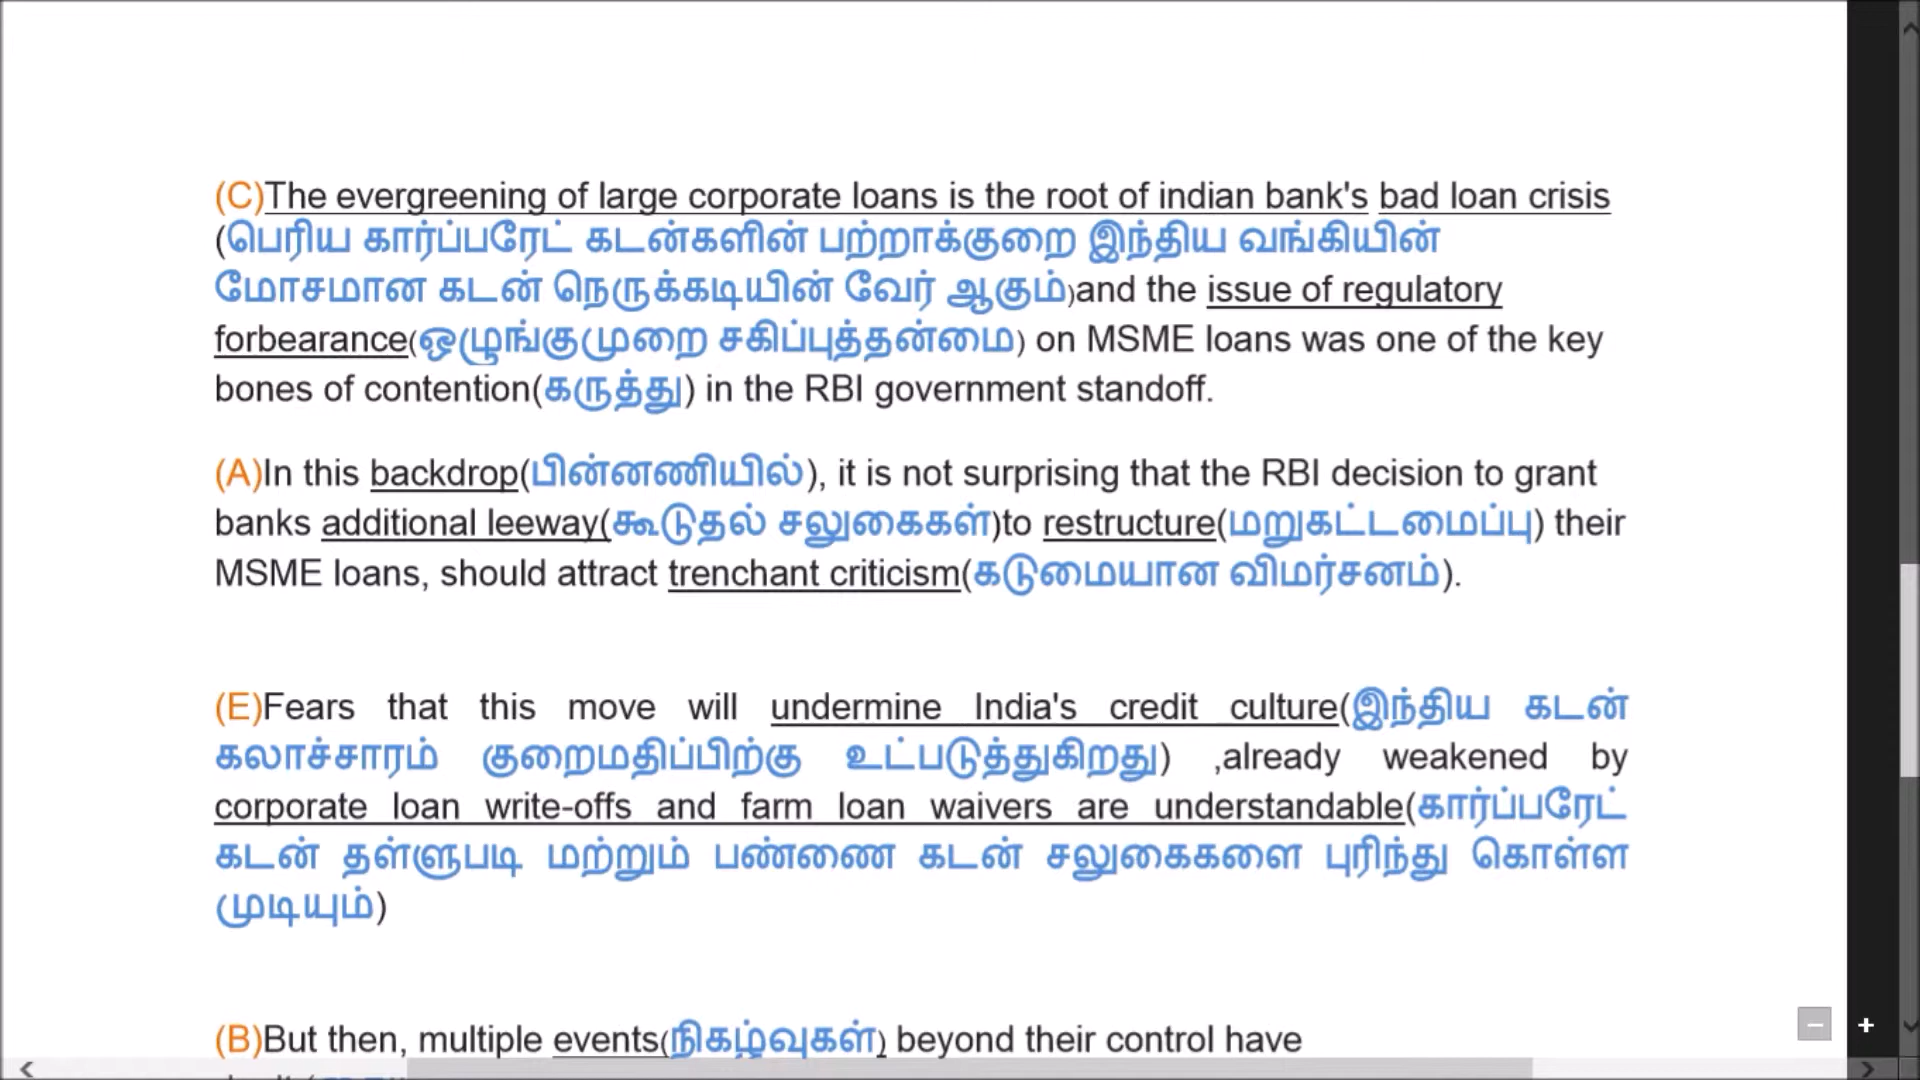 (C)The evergreening of large corporate loans is the root of indian bank's bad loan crisis
(பெரிய கார்ப்பரேட் கடன்களின் பற்றாக்குறை இந்திய வங்கியின்
மோசமான கடன் நெருக்கடியின் வேர் ஆகும்)and the issue of regulatory
forbearance(ஒழுங்குமுறை சகிப்புத்தன்மை) on MSME loans was one of the key
bones of contention(கருத்து) in the RBI government standoff.
(A)In this backdrop(பின்னணியில்), it is not surprising that the RBI decision to grant
banks additional leeway(கூடுதல் சலுகைகள்)to restructure(மறுகட்டமைப்பு) their
MSME loans, should attract trenchant criticism(கடுமையான விமர்சனம்).
(E)Fears that this move will undermine India's credit culture(இந்திய கடன்
கலாச்சாரம் குறைமதிப்பிற்கு உட்படுத்துகிறது) ,already weakened by
corporate loan write-offs and farm loan waivers are understandable(கார்ப்பரேட்
கடன் தள்ளுபடி மற்றும் பண்ணை கடன் சலுகைகளை புரிந்து கொள்ள
முடியும்)
(B)But then, multiple events(நிகழ்வுகள்) beyond their control have